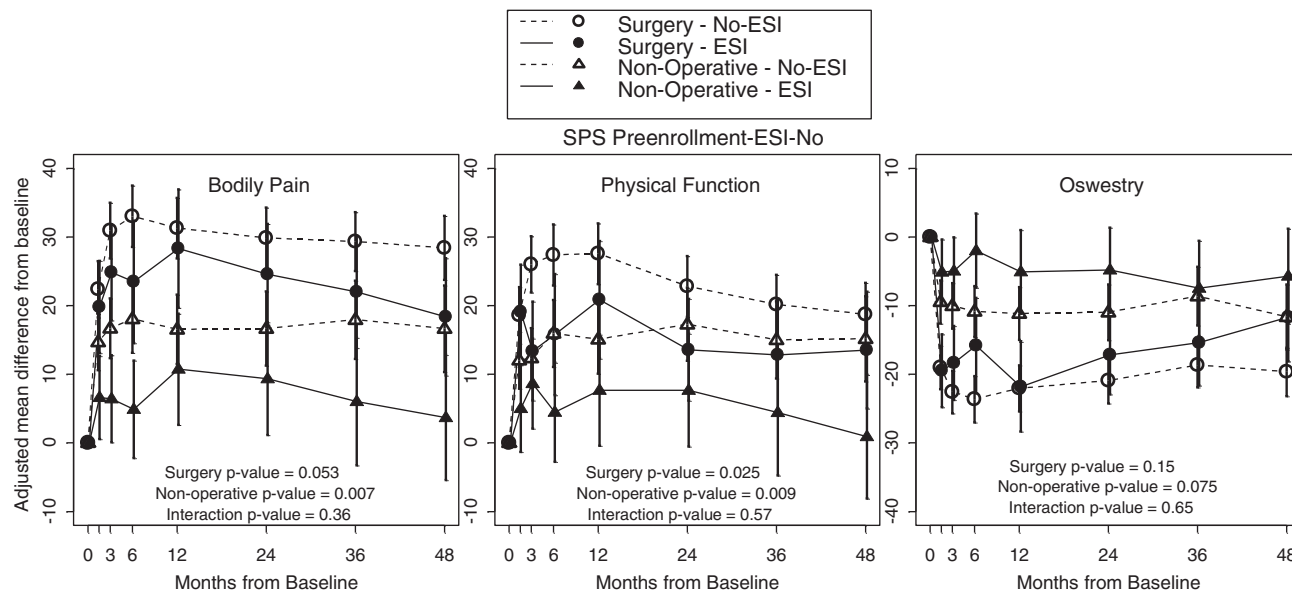 Surgery - No-ESI
Surgery - ESI
Non-Operative - No-ESI
Non-Operative - ESI
SPS Preenrollment-ESI-No
Adjusted mean difference from baseline
Bodily Pain
40
30
20
10
0
-10
Surgery p-value = 0.053
Non-operative p-value = 0.007
Interaction p-value = 0.36
0 3 6 12 24 36 48
Months from Baseline
Physical Function
40
30
20
10
0
-10
Surgery p-value = 0.025
Non-operative p-value = 0.009
Interaction p-value = 0.57
0 3 6 12 24 36 48
Months from Baseline
Oswestry
10
0
-10
-20
-30
-40
Surgery p-value = 0.15
Non-operative p-value = 0.075
Interaction p-value = 0.65
0 3 6 12 24 36 48
Months from Baseline